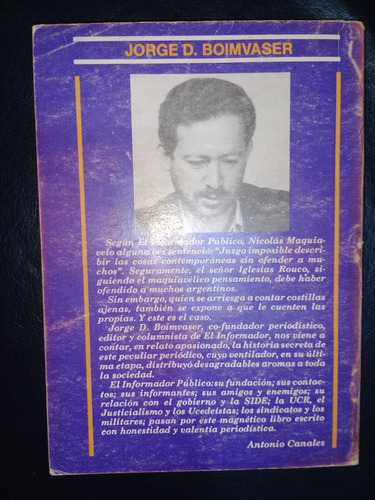 JORGE D. BOIMVASER
Según El Informador Público, Nicolás Maquia-
velo alguna vez sentenció: "Juzgo imposible descri-
bir las cosas contemporáneas sin ofender a mu-
chos". Seguramente, el señor Iglesias Rouco, si-
guiendo el maquiavélico pensamiento, debe haber
ofendido a muchos argentinos.
Sin embargo, quien se arriesga a contar costillas
ajenas, también se expone a que le cuenten las
propias. Y este es el caso.
Jorge D. Boimvaser, co-fundador periodístico,
editor y columnista de El Informador, nos viene a
contar, en relato apasionado, la historia secreta de
este peculiar periódico, cuyo ventilador, en su últi-
ma etapa, distribuyó desagradables aromas a toda
la sociedad.
El Informador Público: su fundación; sus contac-
tos; sus informantes; sus amigos y enemigos; su
relación con el gobierno y la SIDE; la UCR, el
Justicialismo y los Ucedeístas; los sindicatos y los
militares; pasan por este magnético libro escrito
con honestidad y valentía periodística.
Antonio Canales